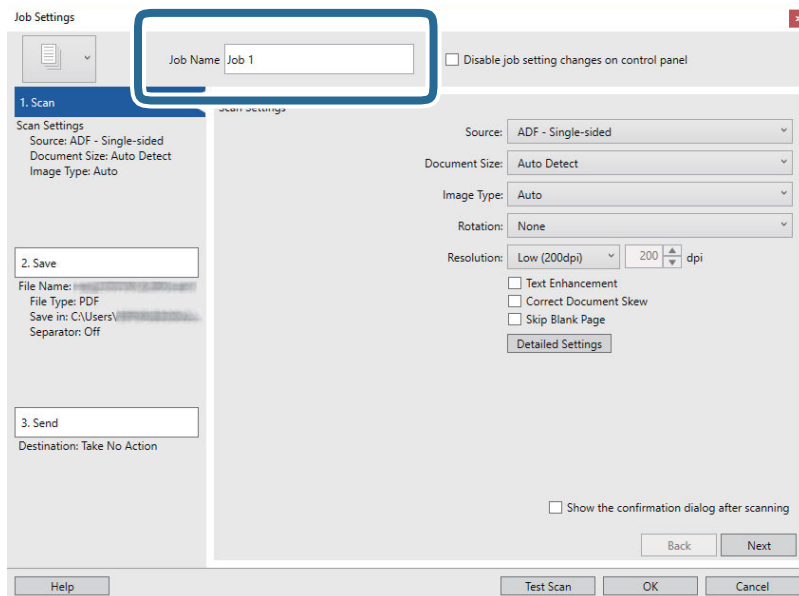 Job Settings
Job Name Job 1
Disable job setting changes on control panel
1. Scan
Scan Settings
Source: ADF - Single-sided
Document Size: Auto Detect
Image Type: Auto
2. Save
File Name:
File Type: PDF
Save in: C:\Users\
Separator: Off
3. Send
Destination: Take No Action
Scan Settings
Source: ADF - Single-sided
Document Size: Auto Detect
Image Type: Auto
Rotation: None
Resolution: Low (200dpi) 200 dpi
Text Enhancement
Correct Document Skew
Skip Blank Page
Detailed Settings
Show the confirmation dialog after scanning
Back Next
Help Test Scan OK Cancel